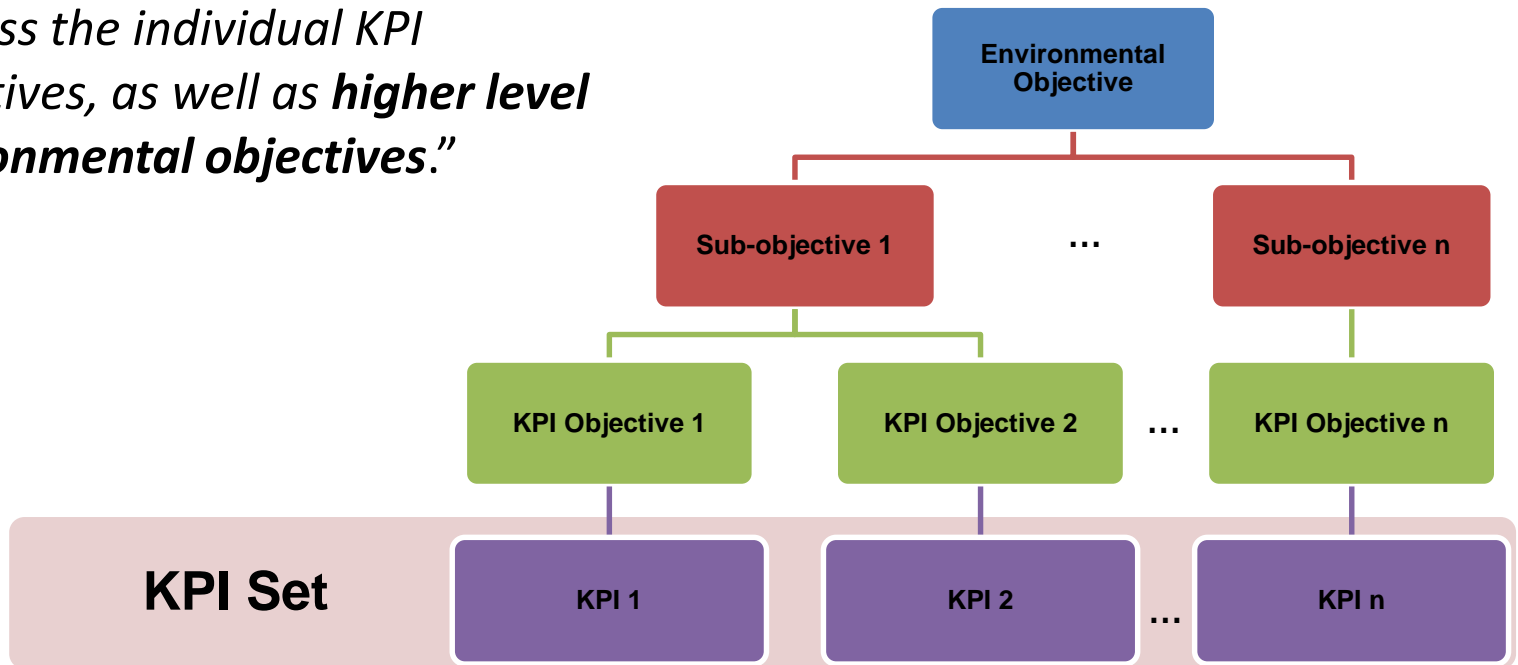 ss the individual KPI
tives, as well as higher level
onmental objectives.”
Environmental
Objective
Sub-objective 1
...
Sub-objective n
KPI Objective 1
KPI Objective 2
...
KPI Objective n
KPI Set
KPI 1
KPI 2
...
KPI n